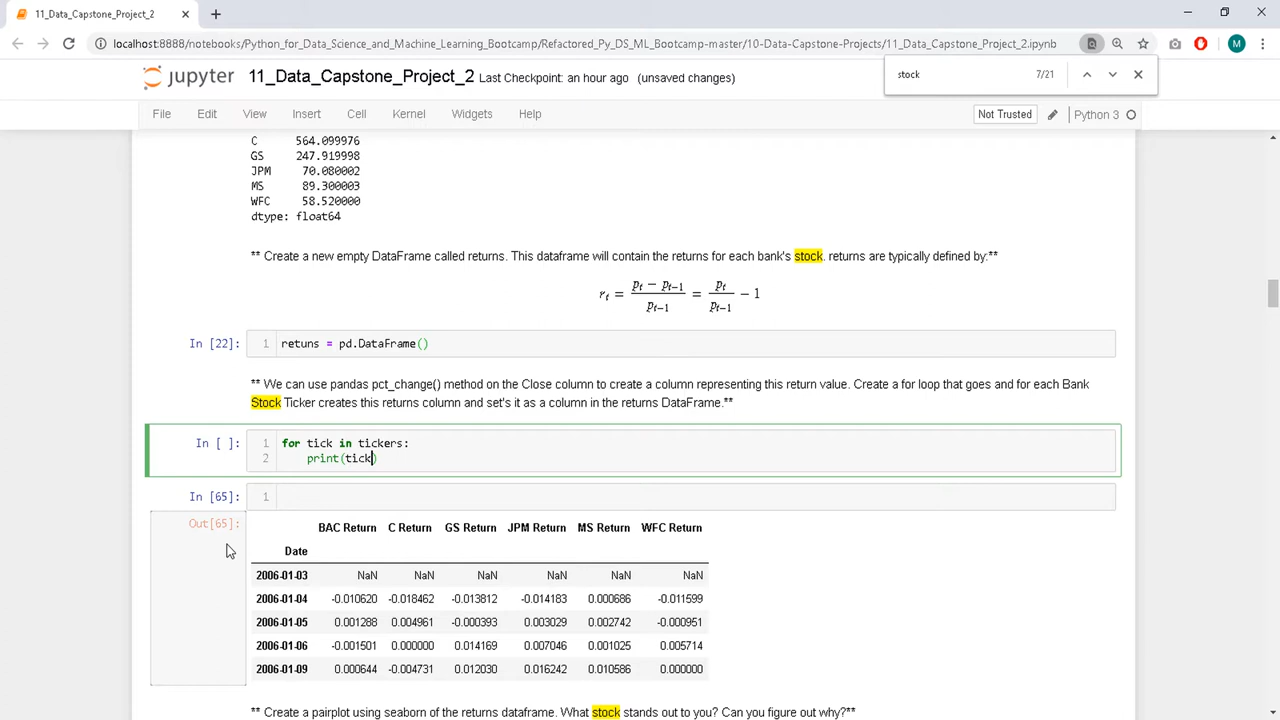 11_Data_Capstone_Project_2
localhost:8888/notebooks/Python_for_Data_Science_and_Machine_Learning_Bootcamp/Refactored_Py_DS_ML_Bootcamp-master/10-Data-Capstone-Projects/11_Data_Capstone_Project_2.ipynb
M
stock 7/21
jupyter 11_Data_Capstone_Project_2 Last Checkpoint: an hour ago (unsaved changes)
File Edit View Insert Cell Kernel Widgets Help Not Trusted Python 3
C 564.099976
GS 247.919998
JPM 70.080002
MS 89.300003
WFC 58.520000
dtype: float64
** Create a new empty DataFrame called returns. This dataframe will contain the returns for each bank's stock. returns are typically defined by:**
r_t = (p_t − p_{t−1}) / p_{t−1} = p_t / p_{t−1} − 1
In [22]: 1 retuns = pd.DataFrame()
** We can use pandas pct_change() method on the Close column to create a column representing this return value. Create a for loop that goes and for each Bank
Stock Ticker creates this returns column and set's it as a column in the returns DataFrame.**
In [ ]: 1 for tick in tickers:
2 print(tick)
In [65]: 1
Out[65]:
BAC Return C Return GS Return JPM Return MS Return WFC Return
Date
2006-01-03 NaN NaN NaN NaN NaN NaN
2006-01-04 -0.010620 -0.018462 -0.013812 -0.014183 0.000686 -0.011599
2006-01-05 0.001288 0.004961 -0.000393 0.003029 0.002742 -0.000951
2006-01-06 -0.001501 0.000000 0.014169 0.007046 0.001025 0.005714
2006-01-09 0.000644 -0.004731 0.012030 0.016242 0.010586 0.000000
** Create a pairplot using seaborn of the returns dataframe. What stock stands out to you? Can you figure out why?**